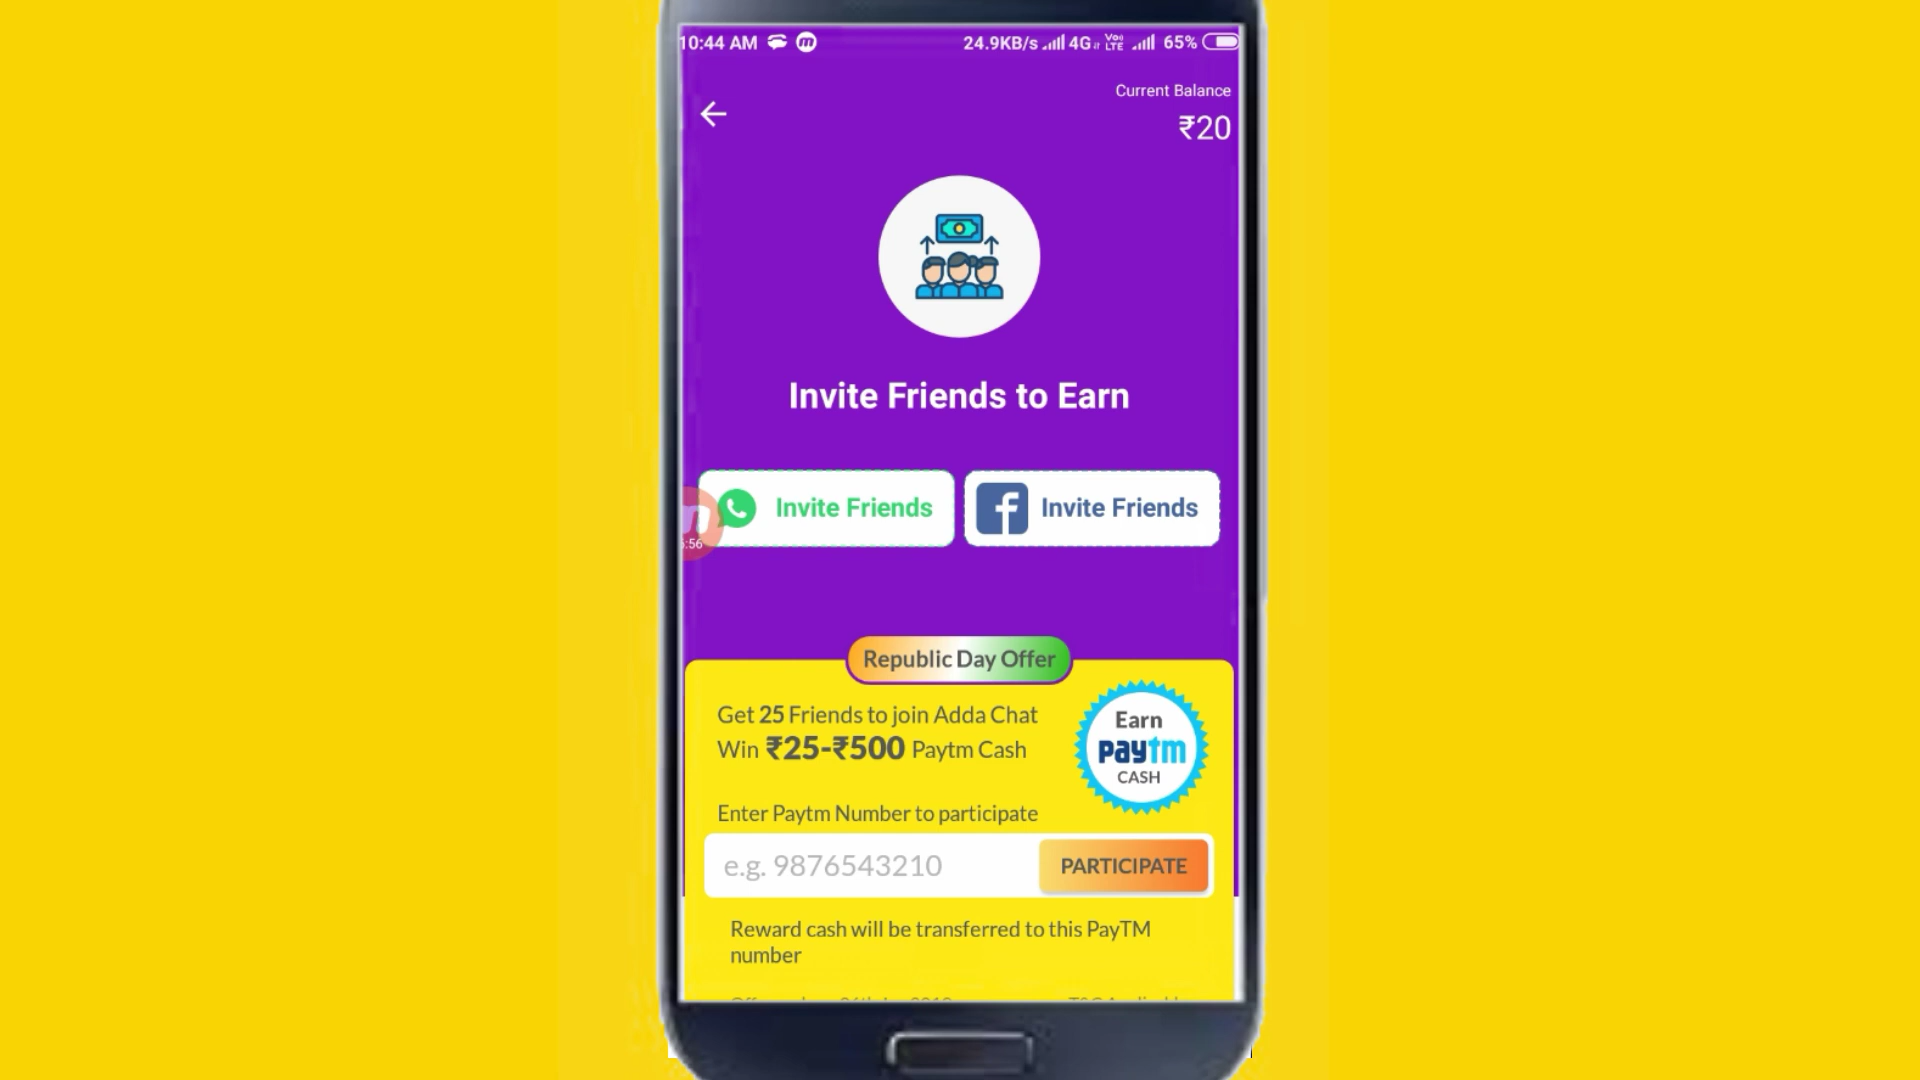 10:44 AM
24.9KB/s 4G VoLTE 65%
Current Balance
₹20
Invite Friends to Earn
Invite Friends
Invite Friends
:56
Republic Day Offer
Get 25 Friends to join Adda Chat
Win ₹25-₹500 Paytm Cash
Earn
paytm
CASH
Enter Paytm Number to participate
e.g. 9876543210
PARTICIPATE
Reward cash will be transferred to this PayTM
number